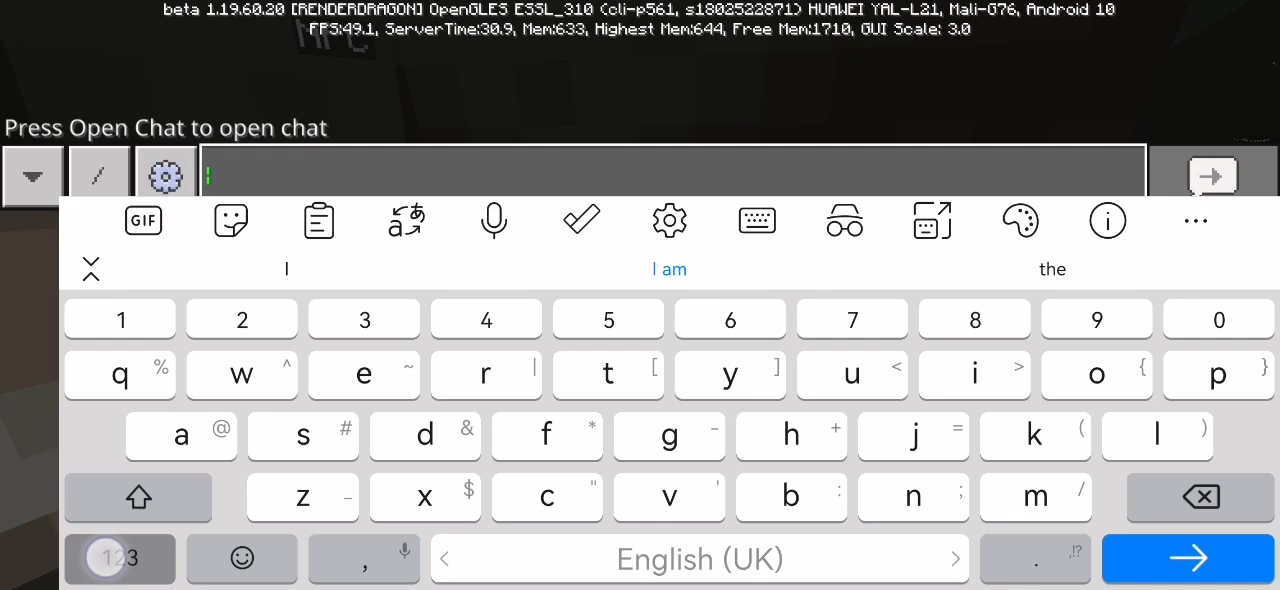 beta 1.19.60.20 [RENDERDRAGON] OpenGLES ESSL_310 (cli-p561, s1802522871) HUAWEI YAL-L21, Mali-G76, Android 10
FPS:49.1, ServerTime:30.9, Mem:633, Highest Mem:644, Free Mem:1710, GUI Scale: 3.0
NPC
Press Open Chat to open chat
/
GIF
I I am the
1 2 3 4 5 6 7 8 9 0
q % w ^ e ~ r | t [ y ] u < i > o { p }
a @ s # d & f * g - h + j = k ( l )
z _ x $ c " v ' b : n ; m /
123 , < English (UK) > . ,!?